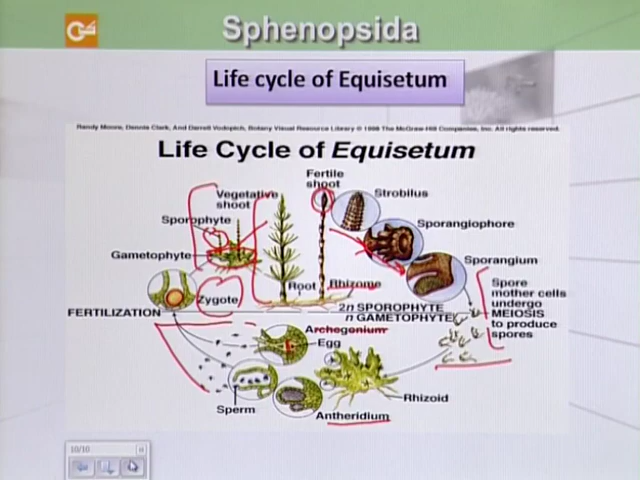 Sphenopsida
Life cycle of Equisetum
Randy Moore, Dennis Clark, And Darrell Vodopich, Botany Visual Resource Library © 1998 The McGraw-Hill Companies, Inc. All rights reserved.
Life Cycle of Equisetum
Fertile
shoot
Vegetative
shoot
Strobilus
Sporophyte
Sporangiophore
Gametophyte
Sporangium
Root
Rhizome
Zygote
Spore
mother cells
undergo
MEIOSIS
to produce
spores
2n SPOROPHYTE
n GAMETOPHYTE
FERTILIZATION
Archegonium
Egg
Sperm
Rhizoid
Antheridium
10/10